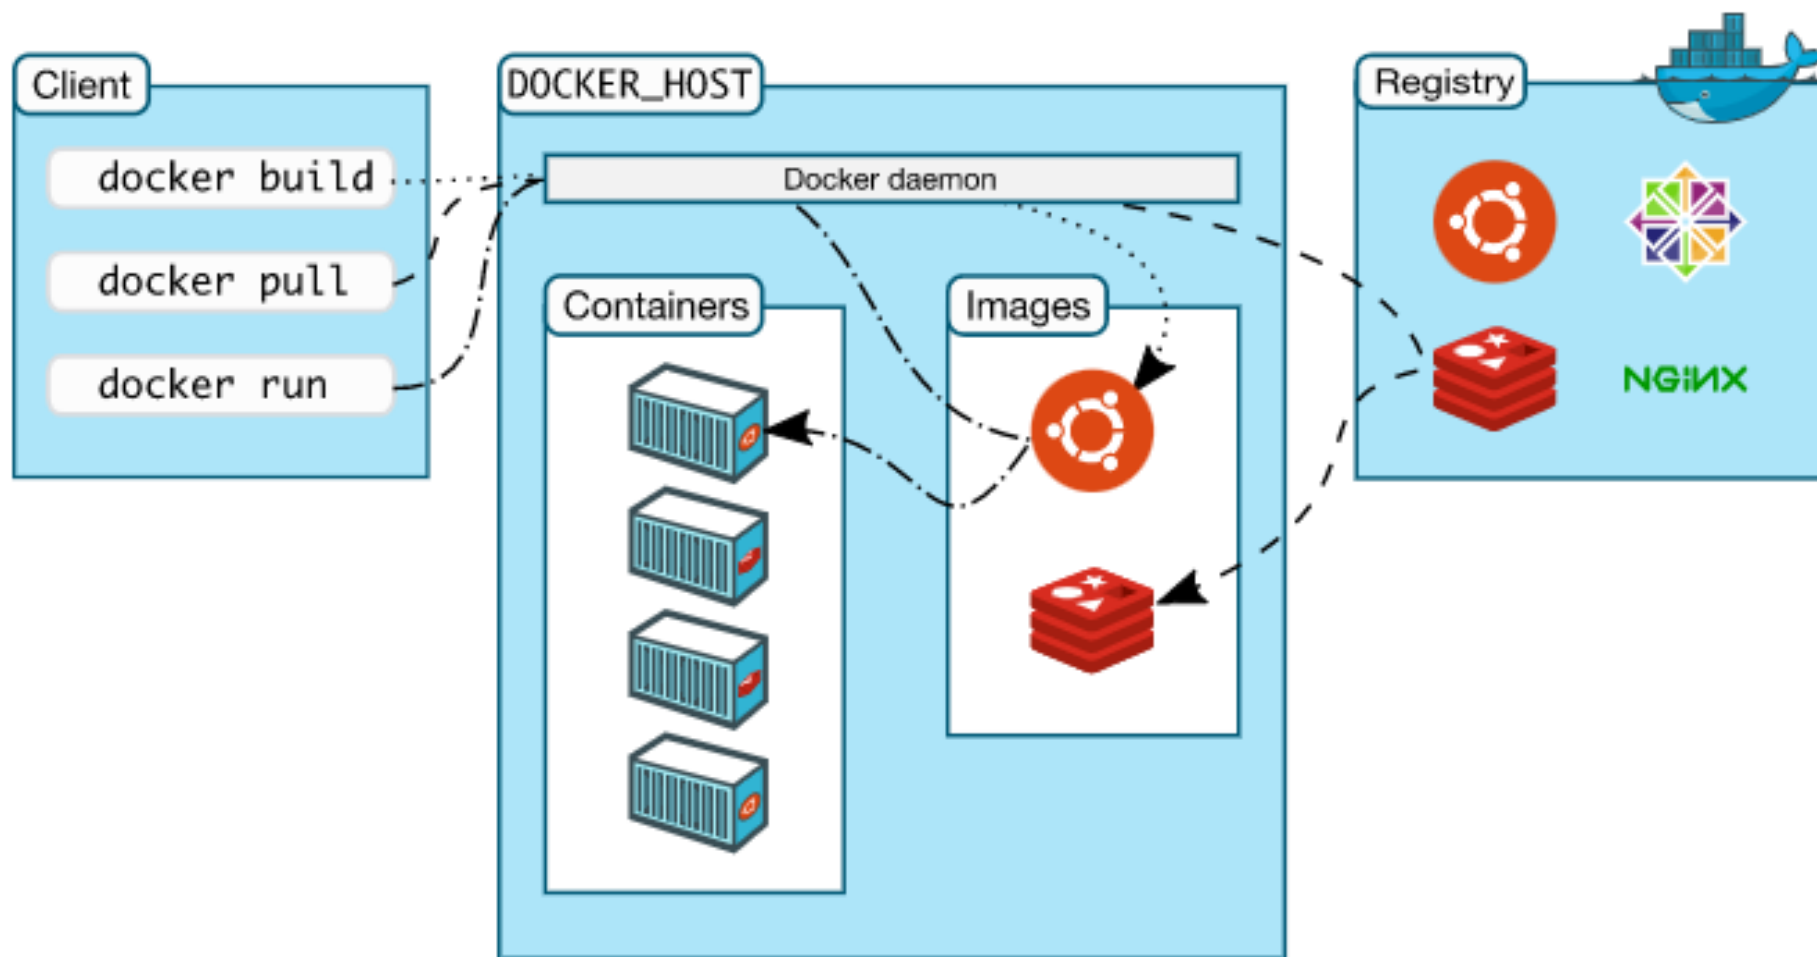 Client
docker build
docker pull
docker run
DOCKER_HOST
Docker daemon
Containers
Images
Registry
NGiNX